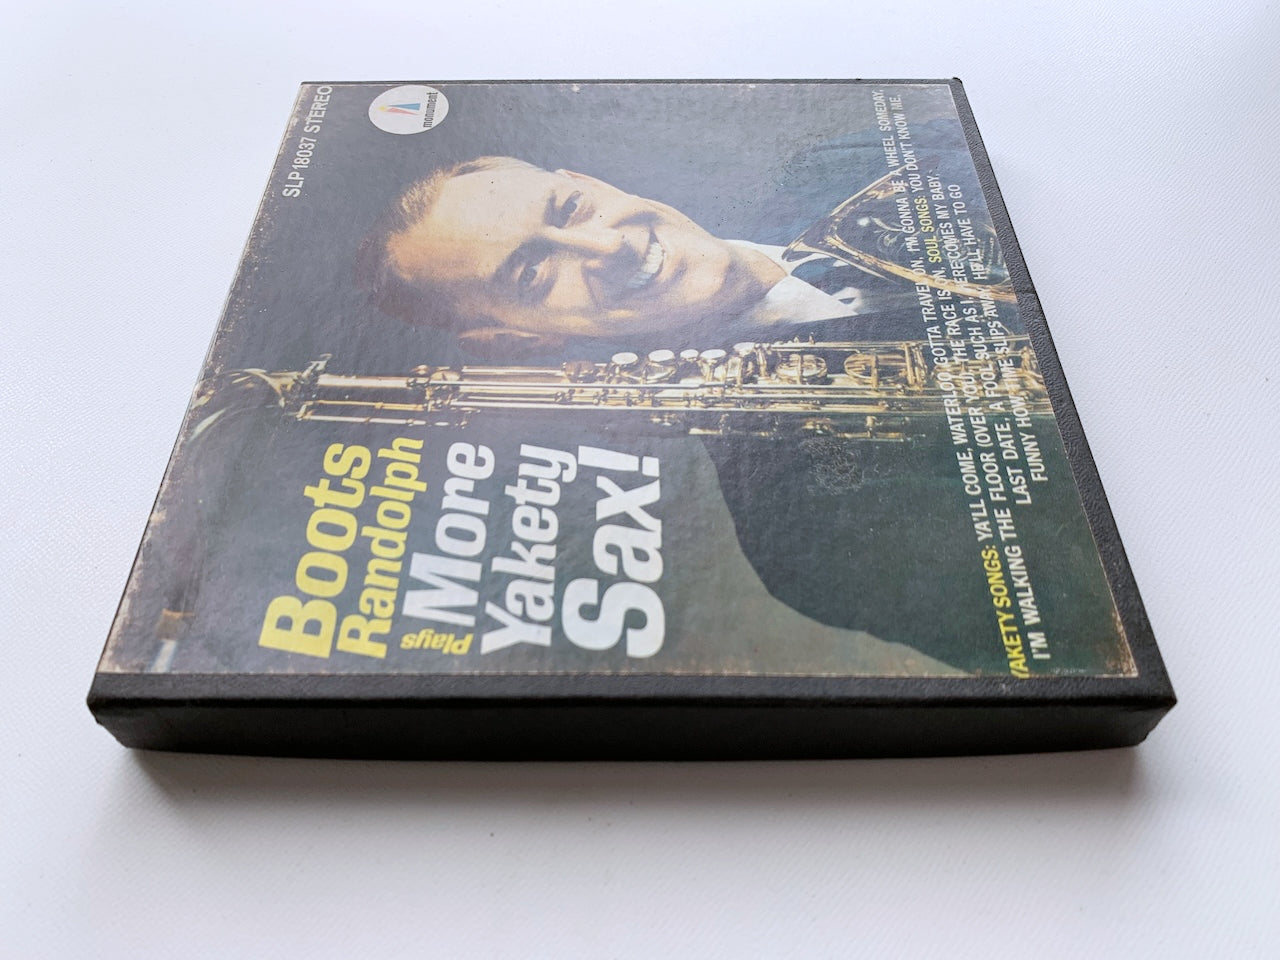 SLP 18037 STEREO
monument
Boots
Randolph
plays More
Yakety
Sax!
YAKETY SONGS: YA'LL COME, WATERLOO, GOTTA TRAVEL ON, I'M GONNA BE A WHEEL SOMEDAY,
I'M WALKING THE FLOOR (OVER YOU), THE RACE IS ON. SOUL SONGS: YOU DON'T KNOW ME,
LAST DATE, A FOOL SUCH AS I, HERE COMES MY BABY,
FUNNY HOW TIME SLIPS AWAY, HE'LL HAVE TO GO